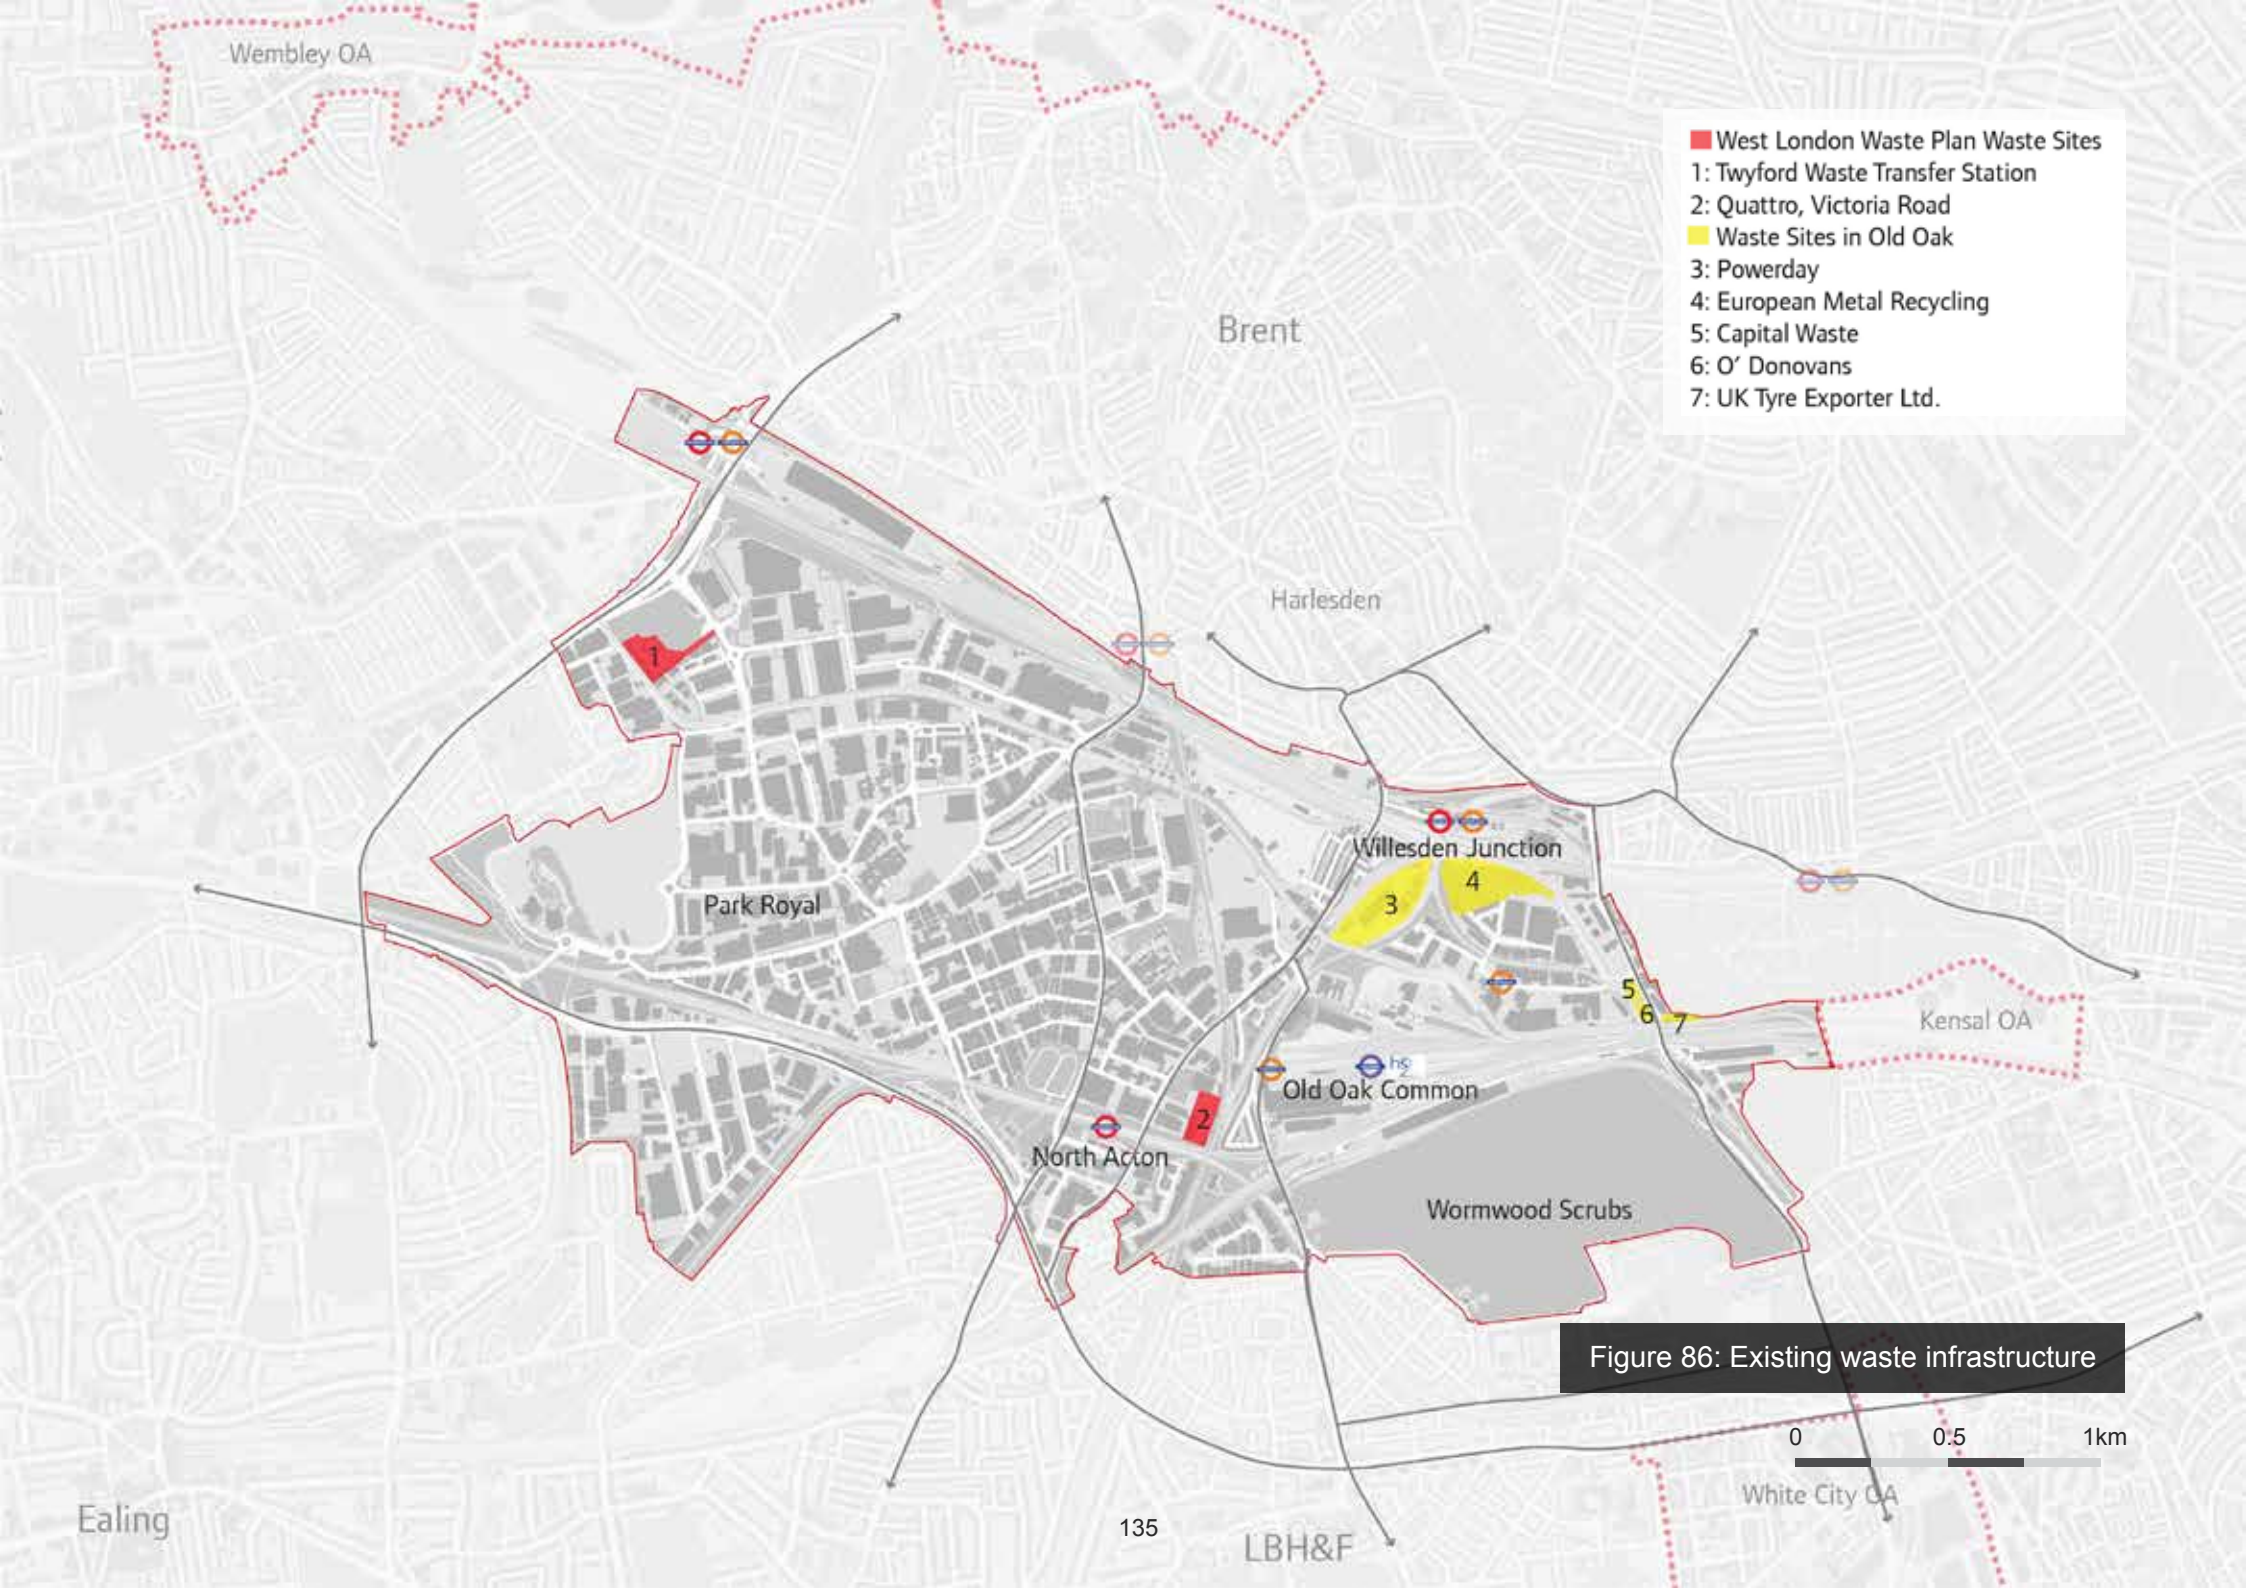 Wembley OA
West London Waste Plan Waste Sites
1: Twyford Waste Transfer Station
2: Quattro, Victoria Road
Waste Sites in Old Oak
3: Powerday
4: European Metal Recycling
5: Capital Waste
6: O' Donovans
7: UK Tyre Exporter Ltd.
Brent
Harlesden
1
Willesden Junction
4
3
Park Royal
5
6
7
Kensal OA
hs2
Old Oak Common
2
North Acton
Wormwood Scrubs
Figure 86: Existing waste infrastructure
0 0.5 1km
White City OA
Ealing
135
LBH&F